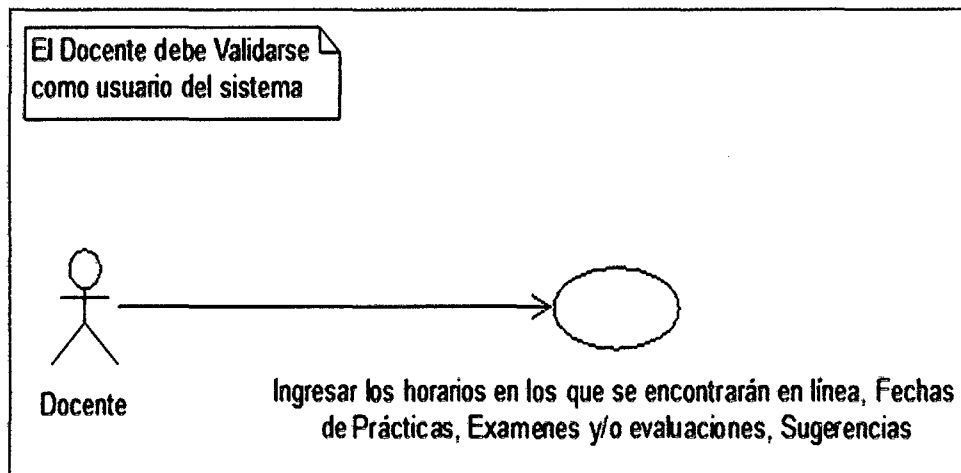 El Docente debe Validarse
como usuario del sistema
Docente
Ingresar los horarios en los que se encontrarán en línea, Fechas
de Prácticas, Examenes y/o evaluaciones, Sugerencias